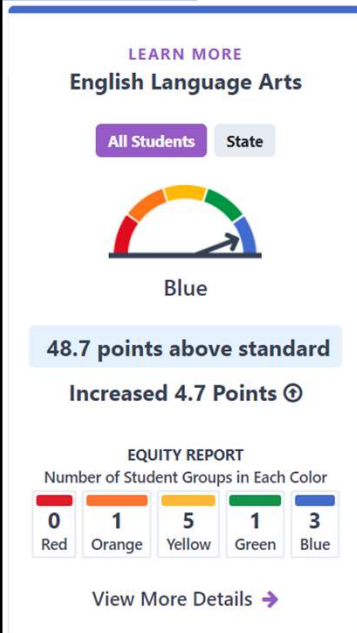 LEARN MORE
English Language Arts
All Students State
Blue
48.7 points above standard
Increased 4.7 Points
EQUITY REPORT
Number of Student Groups in Each Color
0 1 5 1 3
Red Orange Yellow Green Blue
View More Details